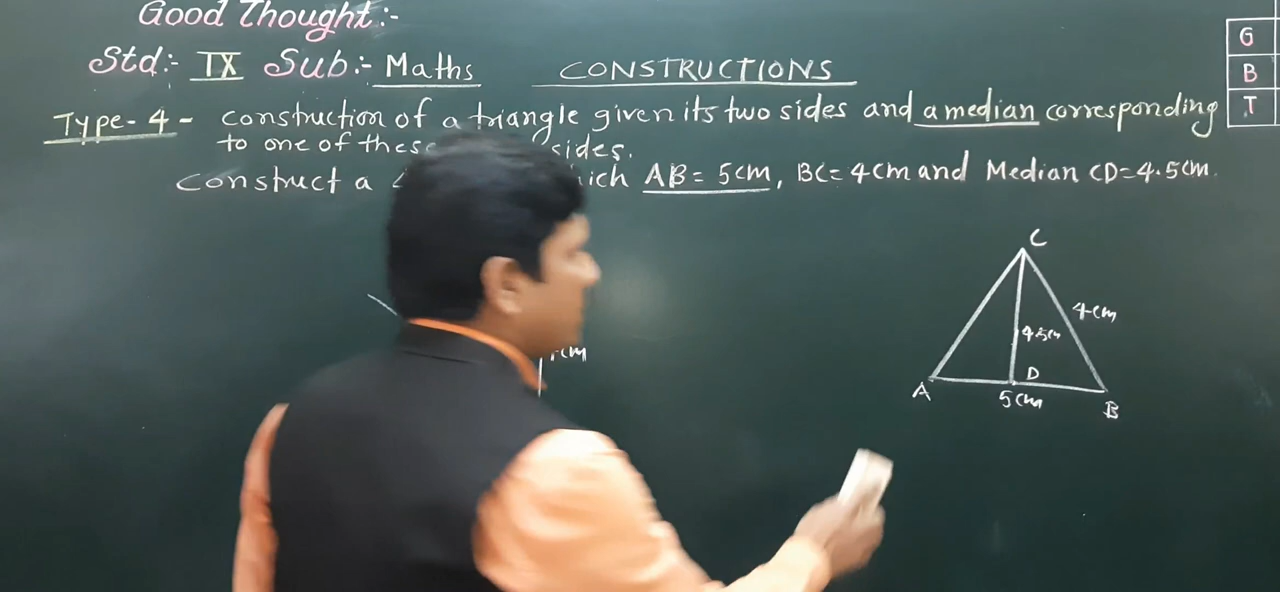 Good Thought:-
Std:- IX Sub:- Maths CONSTRUCTIONS
G
B
T
Type-4- construction of a triangle given its two sides and a median corresponding
to one of these sides.
Construct a AB= 5cm, BC= 4cm and Median CD=4.5cm.
C
4cm
4.5cm
cm
D
A
5cm
B